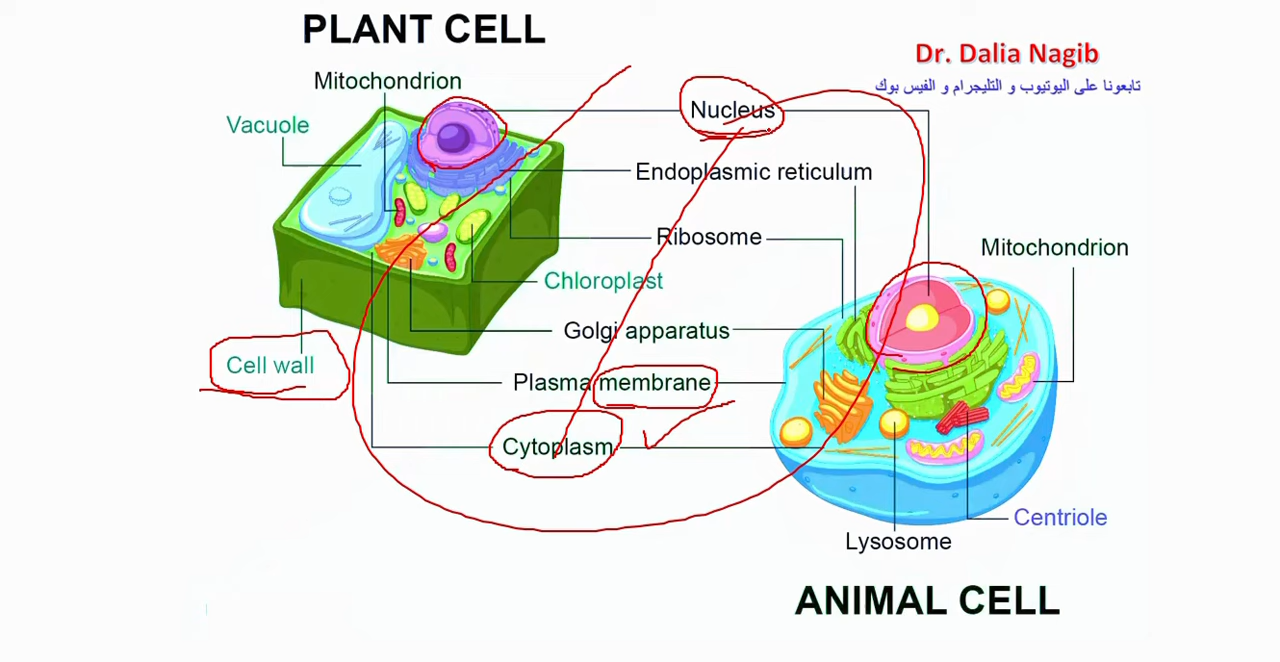 PLANT CELL
Dr. Dalia Nagib
تابعونا على اليوتيوب و التليجرام و الفيس بوك
Mitochondrion
Vacuole
Nucleus
Endoplasmic reticulum
Ribosome
Mitochondrion
Chloroplast
Golgi apparatus
Cell wall
Plasma membrane
Cytoplasm
Centriole
Lysosome
ANIMAL CELL